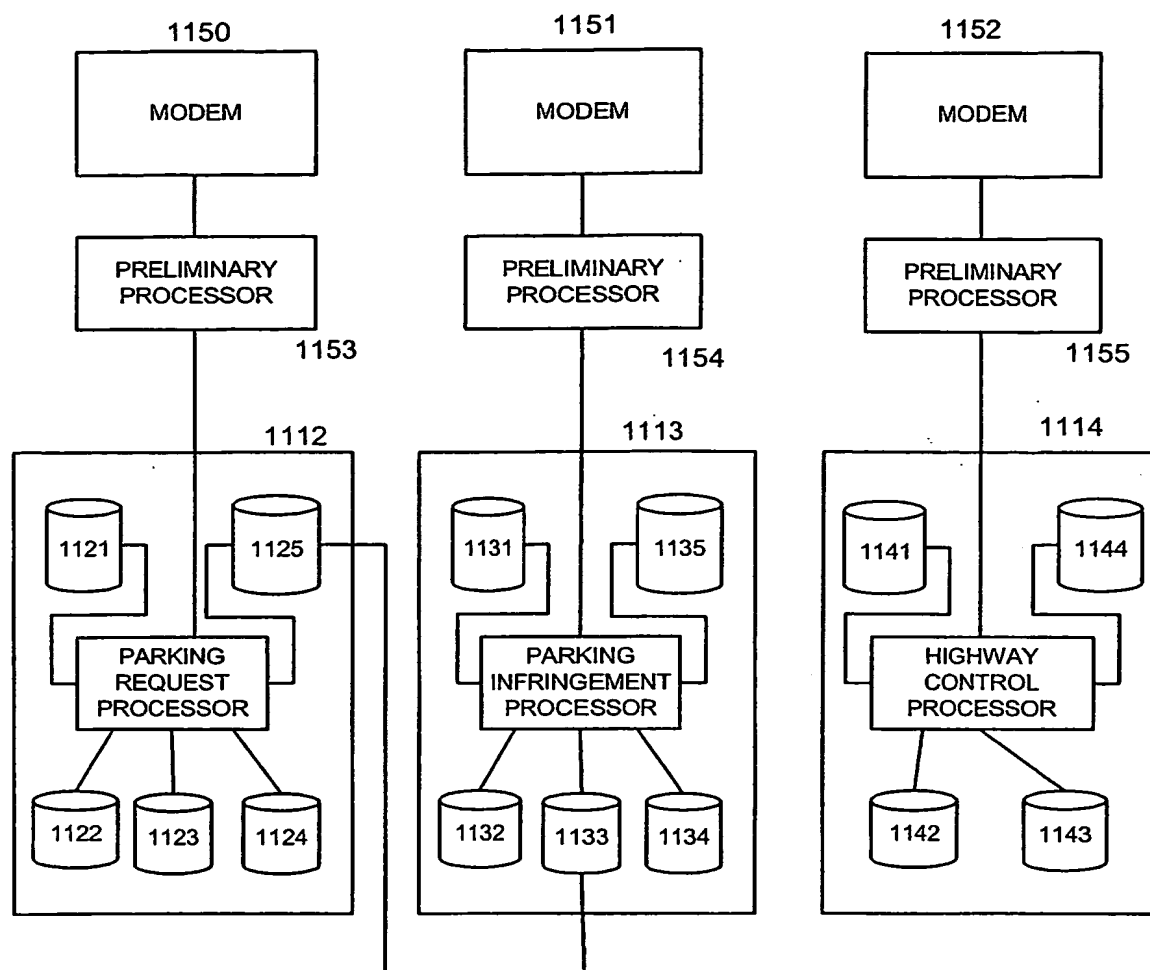 1150
1151
1152
MODEM
MODEM
MODEM
PRELIMINARY
PROCESSOR
PRELIMINARY
PROCESSOR
PRELIMINARY
PROCESSOR
1153
1154
1155
1112
1113
1114
1121
1125
1131
1135
1141
1144
PARKING
REQUEST
PROCESSOR
PARKING
INFRINGEMENT
PROCESSOR
HIGHWAY
CONTROL
PROCESSOR
1122
1123
1124
1132
1133
1134
1142
1143